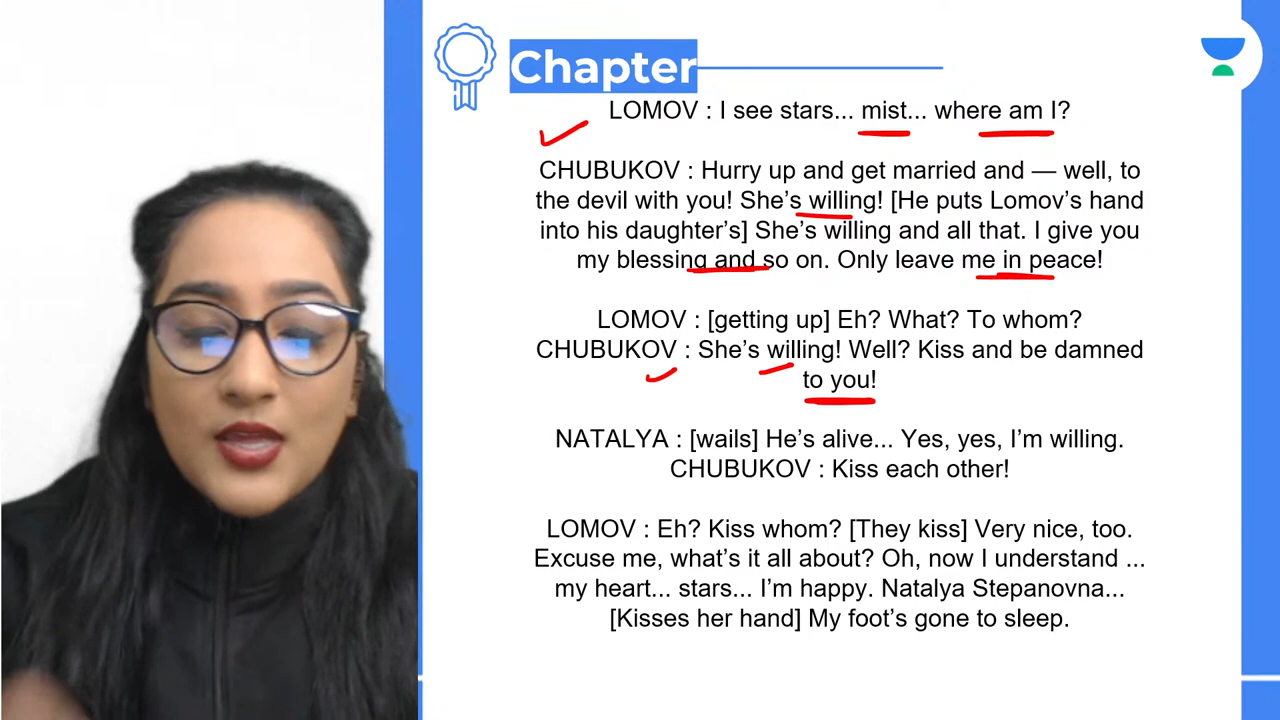 Chapter
LOMOV : I see stars... mist... where am I?
CHUBUKOV : Hurry up and get married and — well, to
the devil with you! She’s willing! [He puts Lomov’s hand
into his daughter’s] She’s willing and all that. I give you
my blessing and so on. Only leave me in peace!
LOMOV : [getting up] Eh? What? To whom?
CHUBUKOV : She’s willing! Well? Kiss and be damned
to you!
NATALYA : [wails] He’s alive... Yes, yes, I’m willing.
CHUBUKOV : Kiss each other!
LOMOV : Eh? Kiss whom? [They kiss] Very nice, too.
Excuse me, what’s it all about? Oh, now I understand ...
my heart... stars... I’m happy. Natalya Stepanovna...
[Kisses her hand] My foot’s gone to sleep.